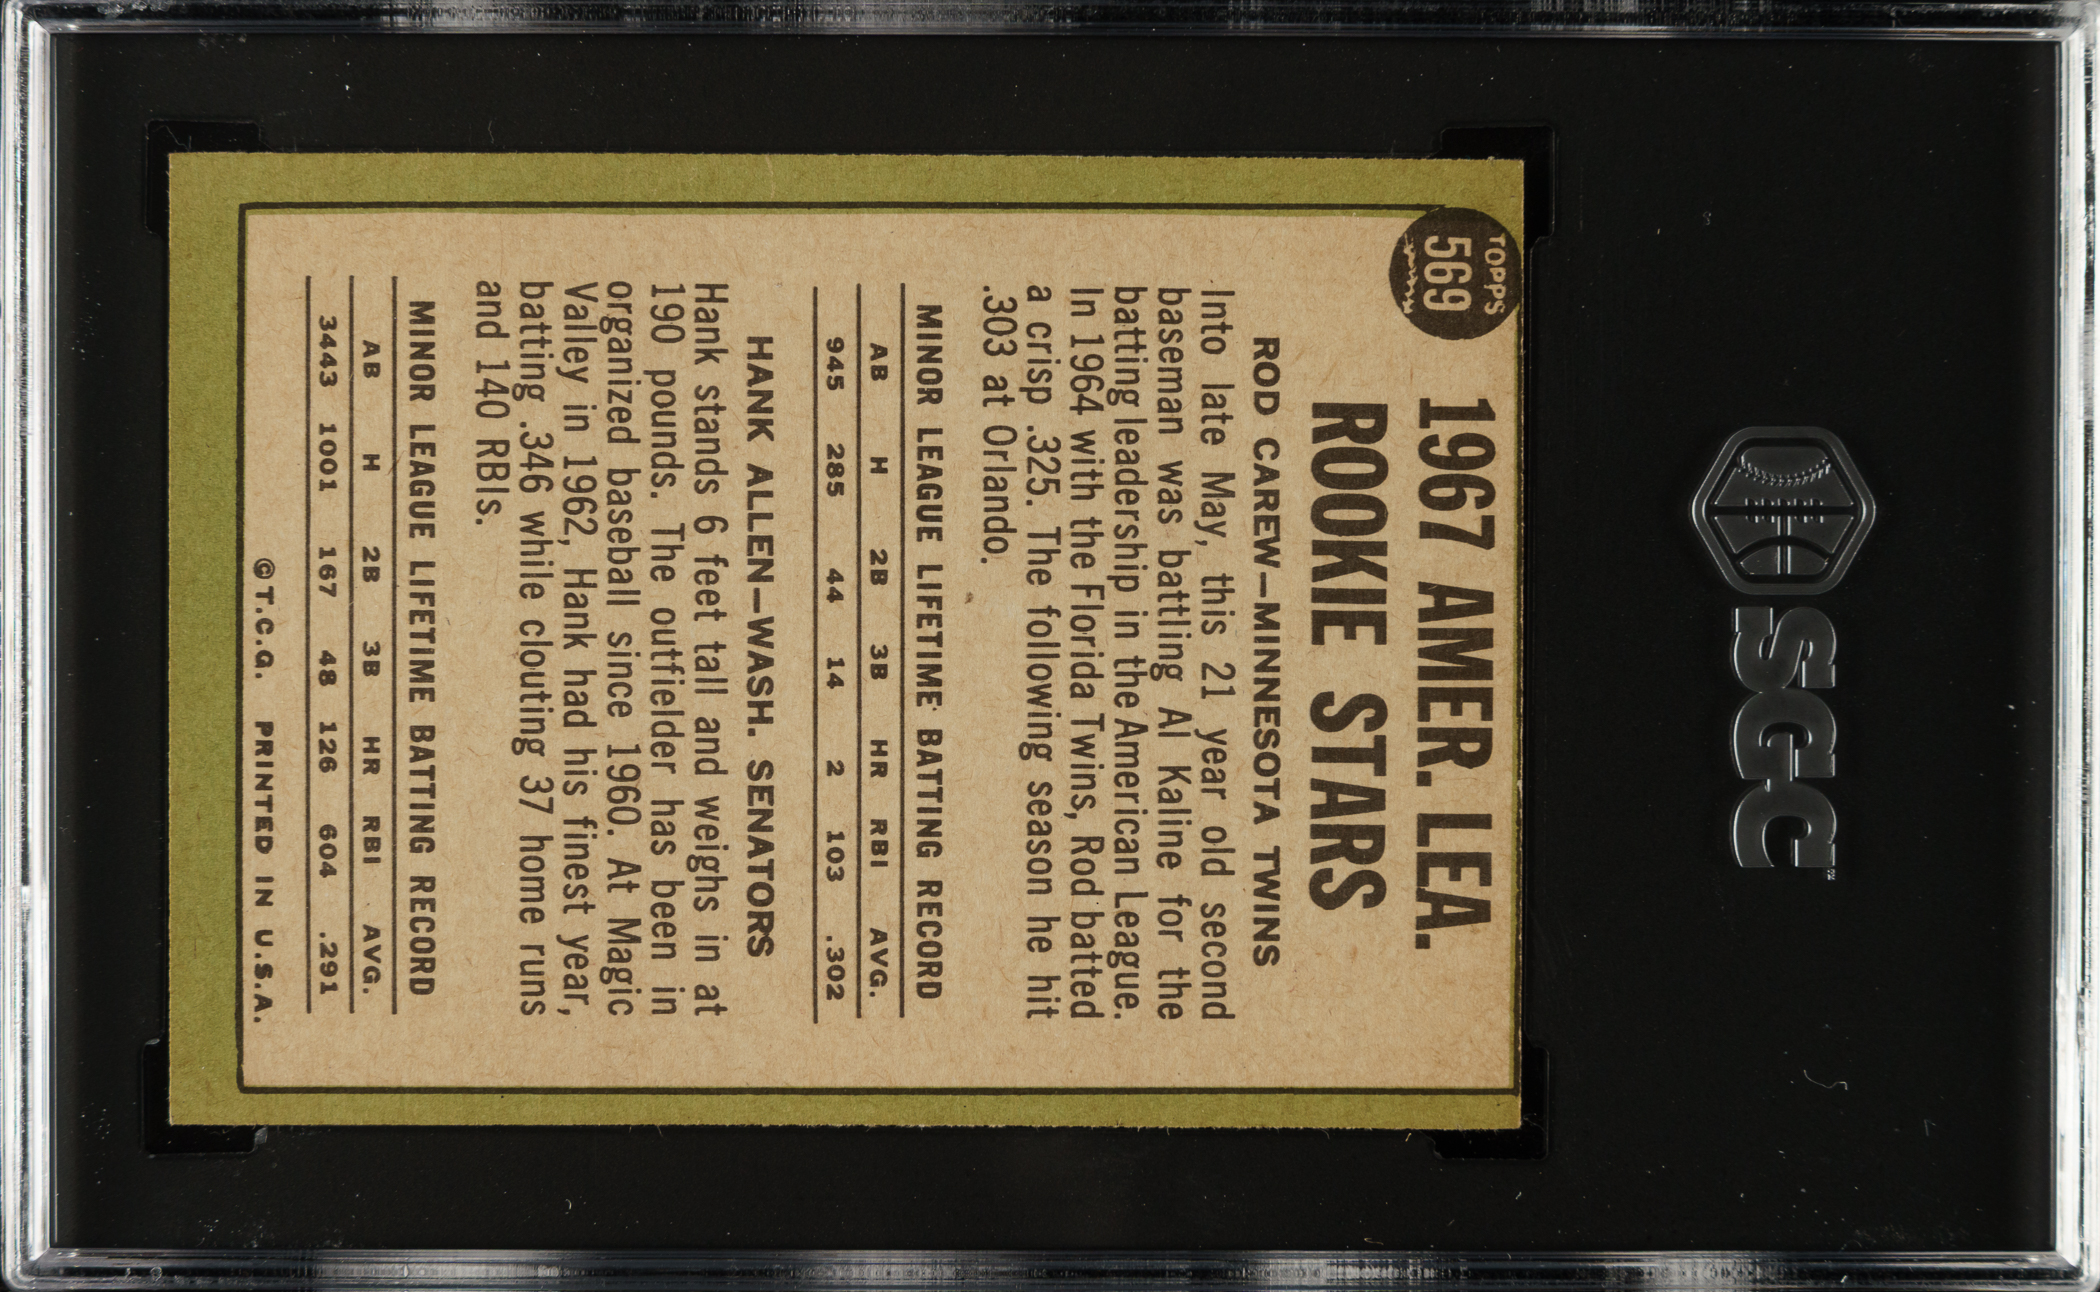 SGC
TOPPS
569
1967 AMER. LEA.
ROOKIE STARS
ROD CAREW—MINNESOTA TWINS
Into late May, this 21 year old second
baseman was battling Al Kaline for the
batting leadership in the American League.
In 1964 with the Florida Twins, Rod batted
a crisp .325. The following season he hit
.303 at Orlando.
MINOR LEAGUE LIFETIME BATTING RECORD
AB H 2B 3B HR RBI AVG.
945 285 44 14 2 103 .302
HANK ALLEN—WASH. SENATORS
Hank stands 6 feet tall and weighs in at
190 pounds. The outfielder has been in
organized baseball since 1960. At Magic
Valley in 1962, Hank had his finest year,
batting .346 while clouting 37 home runs
and 140 RBIs.
MINOR LEAGUE LIFETIME BATTING RECORD
AB H 2B 3B HR RBI AVG.
3443 1001 167 48 126 604 .291
©T.C.G. PRINTED IN U.S.A.